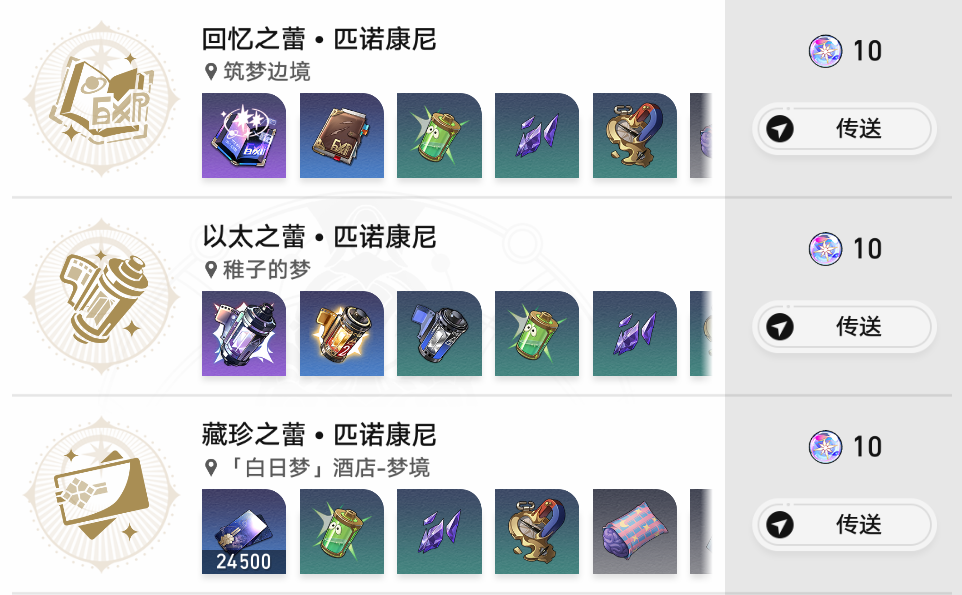 回忆之蕾•匹诺康尼
筑梦边境
10
传送
以太之蕾•匹诺康尼
稚子的梦
10
传送
藏珍之蕾•匹诺康尼
「白日梦」酒店-梦境
24500
10
传送